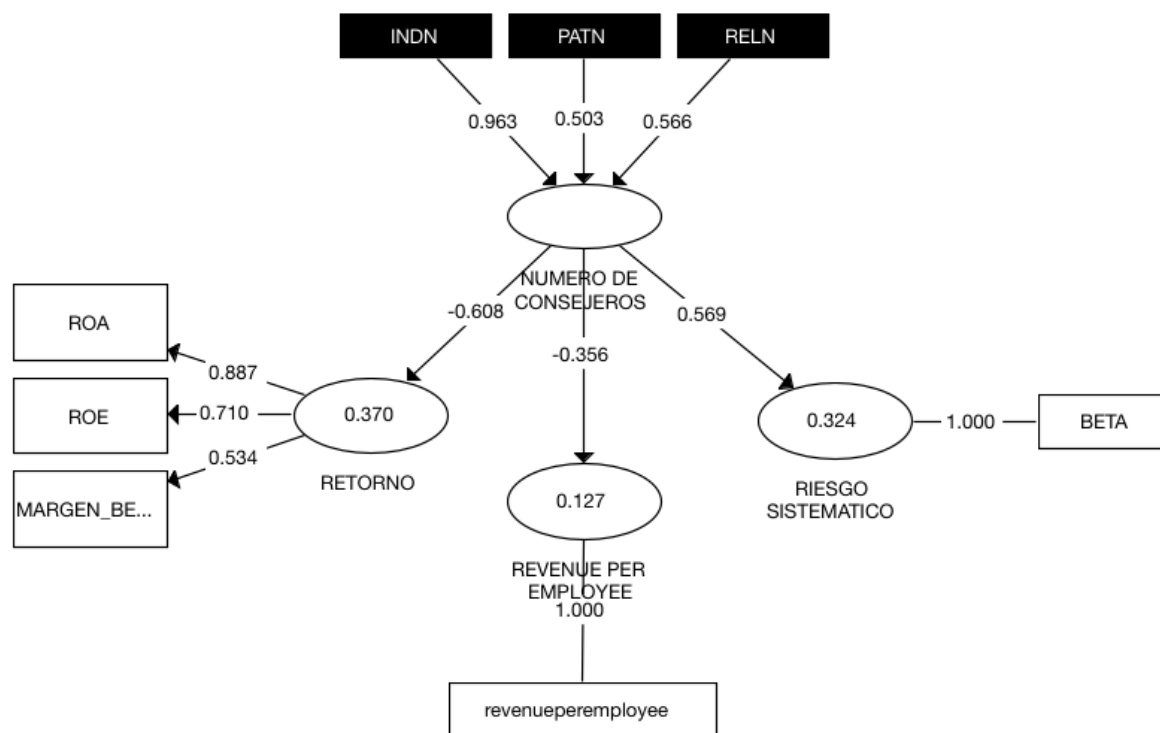 INDN
PATN
RELN
0.963
0.503
0.566
NUMERO DE
CONSEJEROS
-0.608
-0.356
0.569
ROA
ROE
MARGEN_BE...
0.887
0.710
0.534
0.370
RETORNO
0.324
RIESGO
SISTEMATICO
1.000
BETA
0.127
REVENUE PER
EMPLOYEE
1.000
revenueperemployee